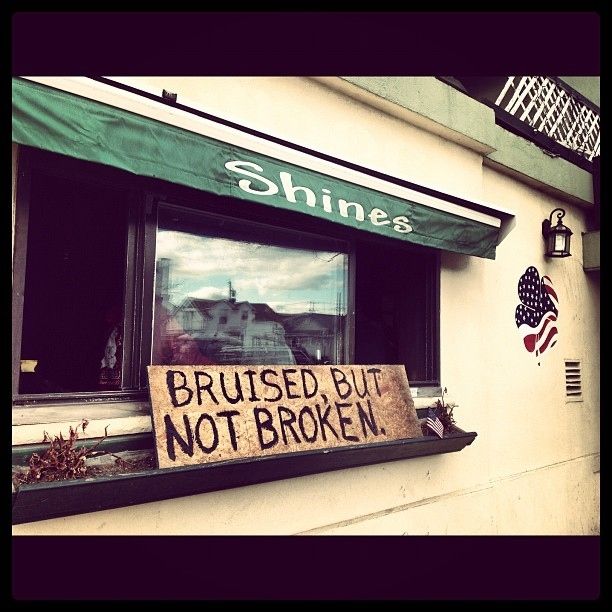 Shines
BRUISED, BUT
NOT BROKEN.